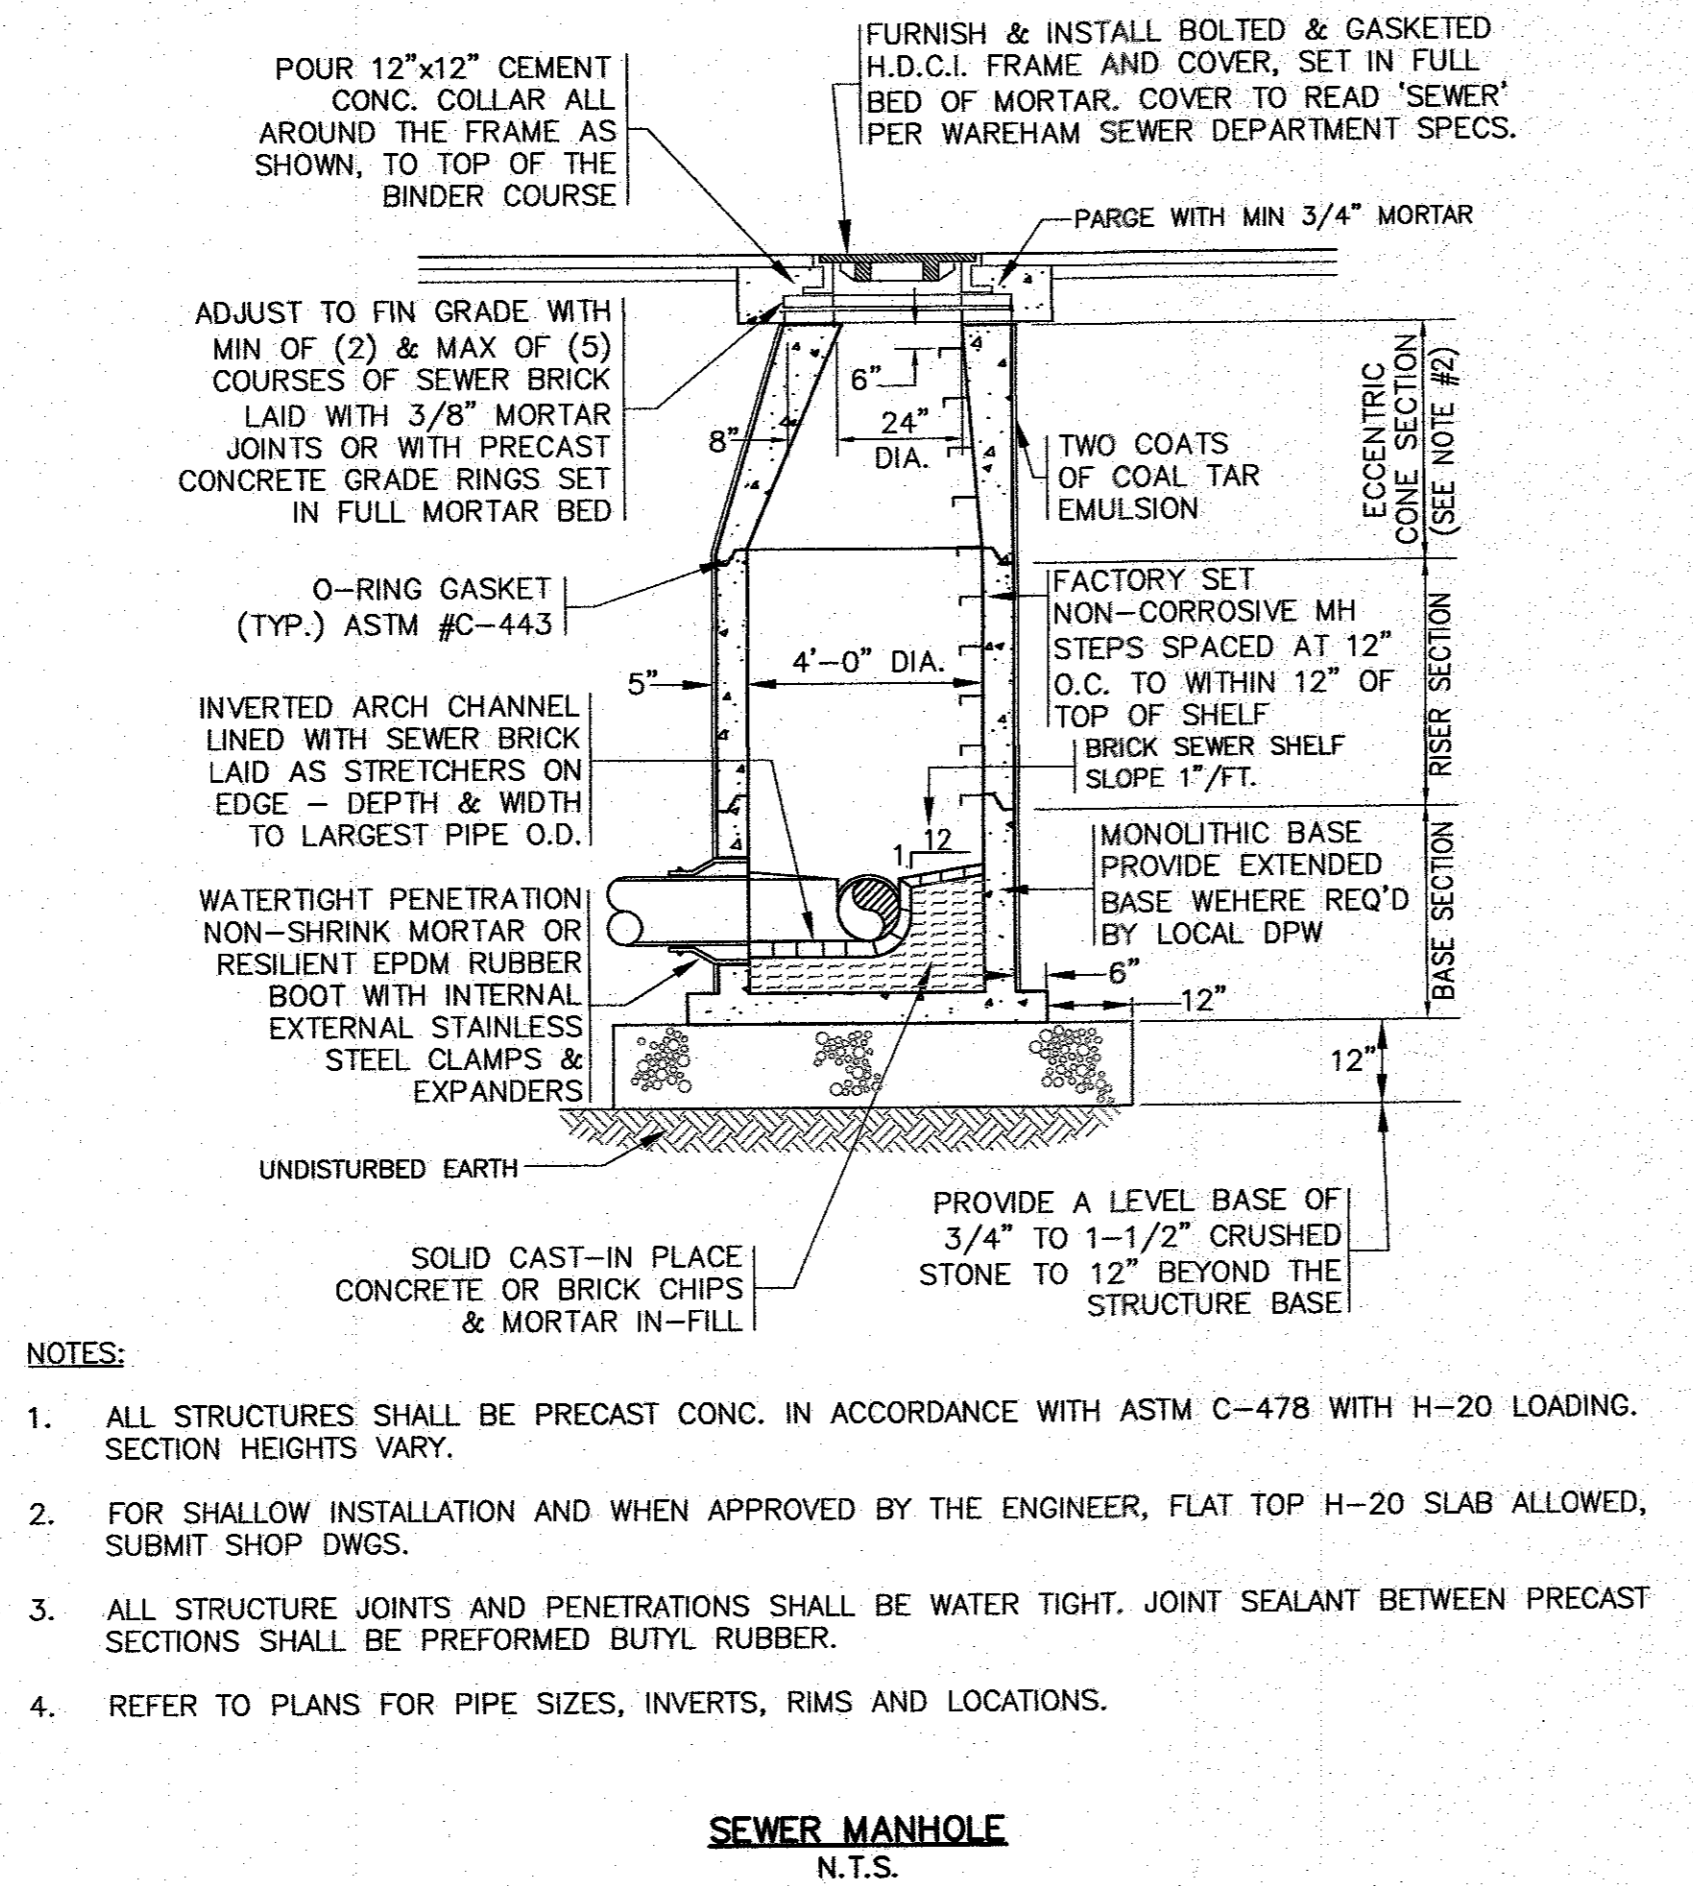 POUR 12"x12" CEMENT
CONC. COLLAR ALL
AROUND THE FRAME AS
SHOWN, TO TOP OF THE
BINDER COURSE
FURNISH & INSTALL BOLTED & GASKETED
H.D.C.I. FRAME AND COVER, SET IN FULL
BED OF MORTAR. COVER TO READ 'SEWER'
PER WAREHAM SEWER DEPARTMENT SPECS.
PARGE WITH MIN 3/4" MORTAR
ADJUST TO FIN GRADE WITH
MIN OF (2) & MAX OF (5)
COURSES OF SEWER BRICK
LAID WITH 3/8" MORTAR
JOINTS OR WITH PRECAST
CONCRETE GRADE RINGS SET
IN FULL MORTAR BED
6"
8"
24"
DIA.
TWO COATS
OF COAL TAR
EMULSION
ECCENTRIC
CONE SECTION
(SEE NOTE #2)
O-RING GASKET
(TYP.) ASTM #C-443
FACTORY SET
NON-CORROSIVE MH
STEPS SPACED AT 12"
O.C. TO WITHIN 12" OF
TOP OF SHELF
RISER SECTION
4'-0" DIA.
5"
INVERTED ARCH CHANNEL
LINED WITH SEWER BRICK
LAID AS STRETCHERS ON
EDGE - DEPTH & WIDTH
TO LARGEST PIPE O.D.
BRICK SEWER SHELF
SLOPE 1"/FT.
12
1
MONOLITHIC BASE
PROVIDE EXTENDED
BASE WEHERE REQ'D
BY LOCAL DPW
BASE SECTION
WATERTIGHT PENETRATION
NON-SHRINK MORTAR OR
RESILIENT EPDM RUBBER
BOOT WITH INTERNAL
EXTERNAL STAINLESS
STEEL CLAMPS &
EXPANDERS
6"
12"
12"
UNDISTURBED EARTH
SOLID CAST-IN PLACE
CONCRETE OR BRICK CHIPS
& MORTAR IN-FILL
PROVIDE A LEVEL BASE OF
3/4" TO 1-1/2" CRUSHED
STONE TO 12" BEYOND THE
STRUCTURE BASE
NOTES:
1. ALL STRUCTURES SHALL BE PRECAST CONC. IN ACCORDANCE WITH ASTM C-478 WITH H-20 LOADING.
SECTION HEIGHTS VARY.
2. FOR SHALLOW INSTALLATION AND WHEN APPROVED BY THE ENGINEER, FLAT TOP H-20 SLAB ALLOWED,
SUBMIT SHOP DWGS.
3. ALL STRUCTURE JOINTS AND PENETRATIONS SHALL BE WATER TIGHT. JOINT SEALANT BETWEEN PRECAST
SECTIONS SHALL BE PREFORMED BUTYL RUBBER.
4. REFER TO PLANS FOR PIPE SIZES, INVERTS, RIMS AND LOCATIONS.
SEWER MANHOLE
N.T.S.